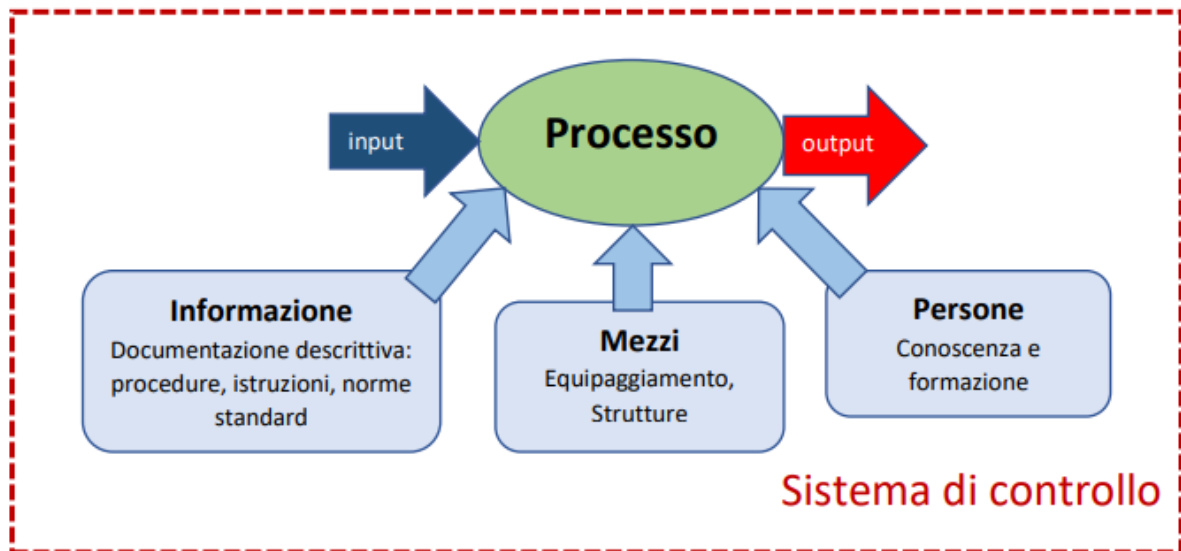 input
Processo
output
Informazione
Documentazione descrittiva:
procedure, istruzioni, norme
standard
Mezzi
Equipaggiamento,
Strutture
Persone
Conoscenza e
formazione
Sistema di controllo